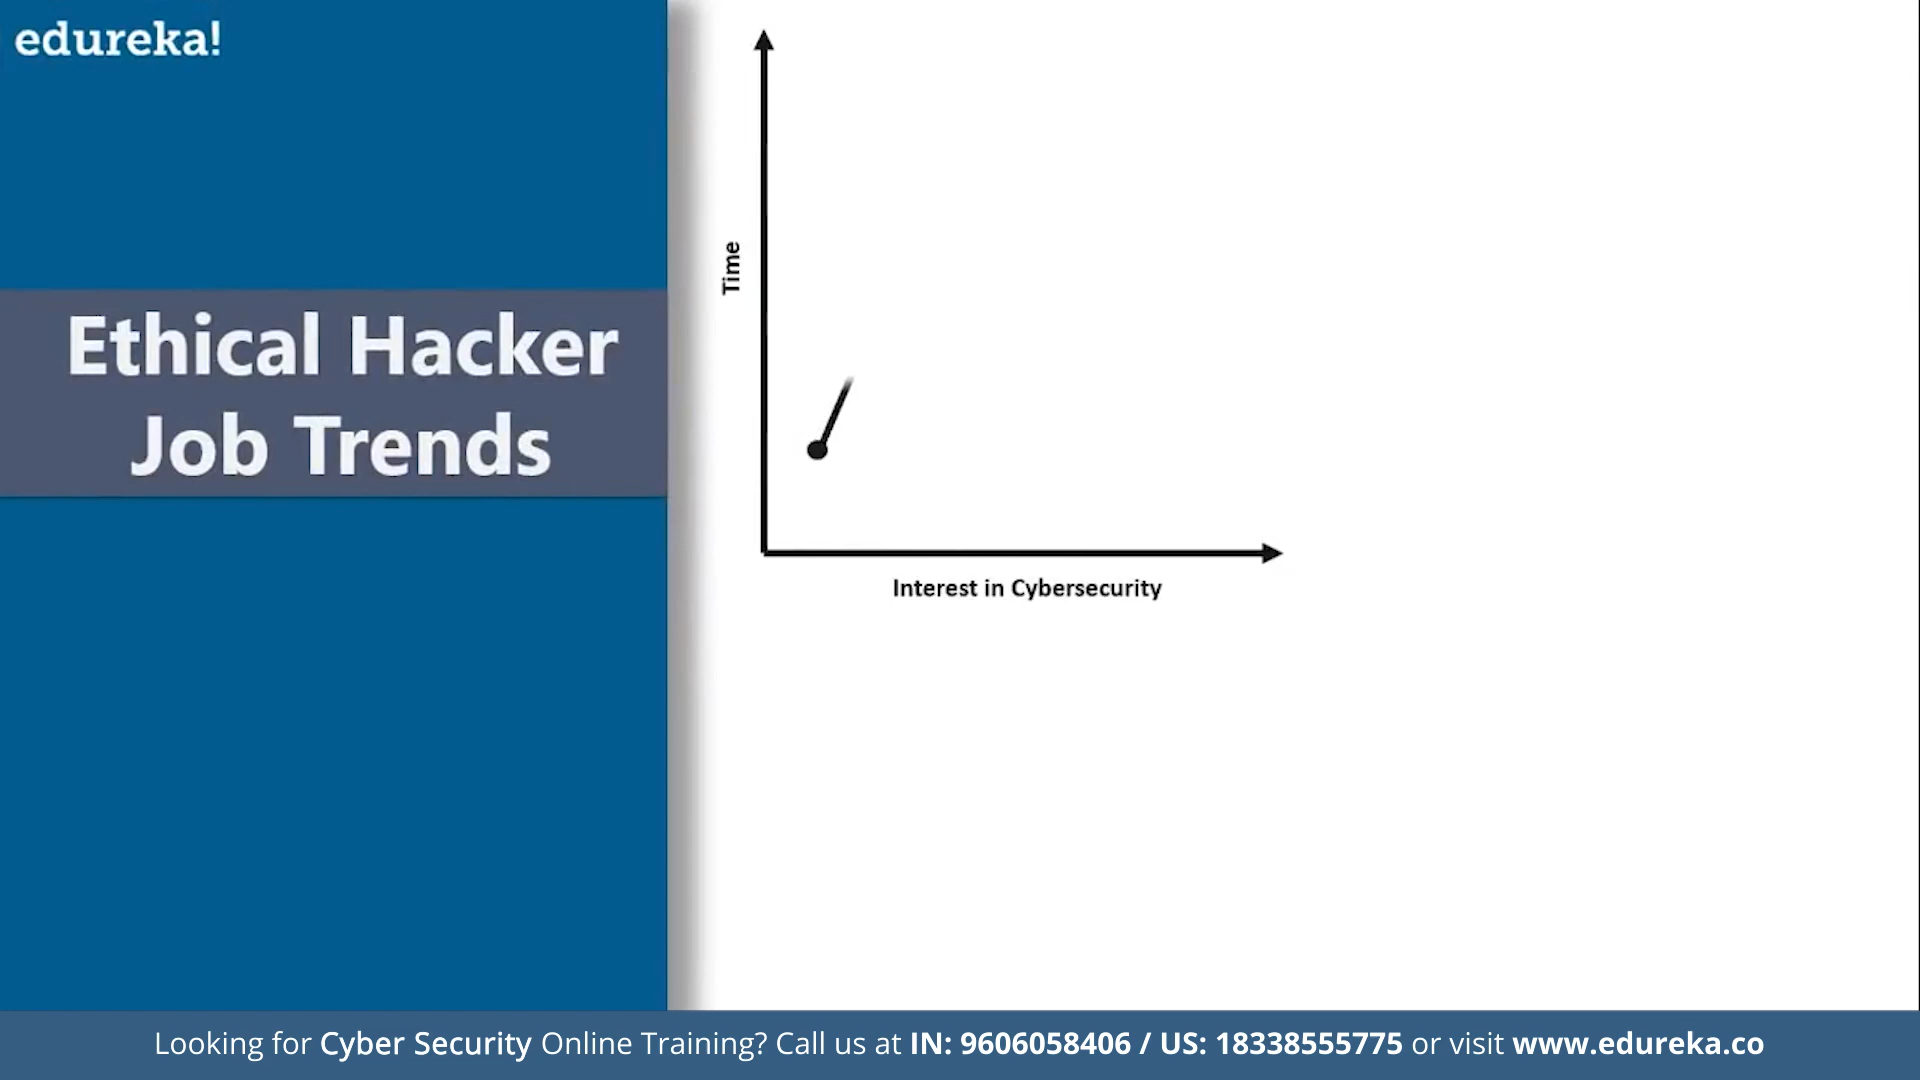 edureka!
Ethical Hacker
Job Trends
Time
Interest in Cybersecurity
Looking for Cyber Security Online Training? Call us at IN: 9606058406 / US: 18338555775 or visit www.edureka.co